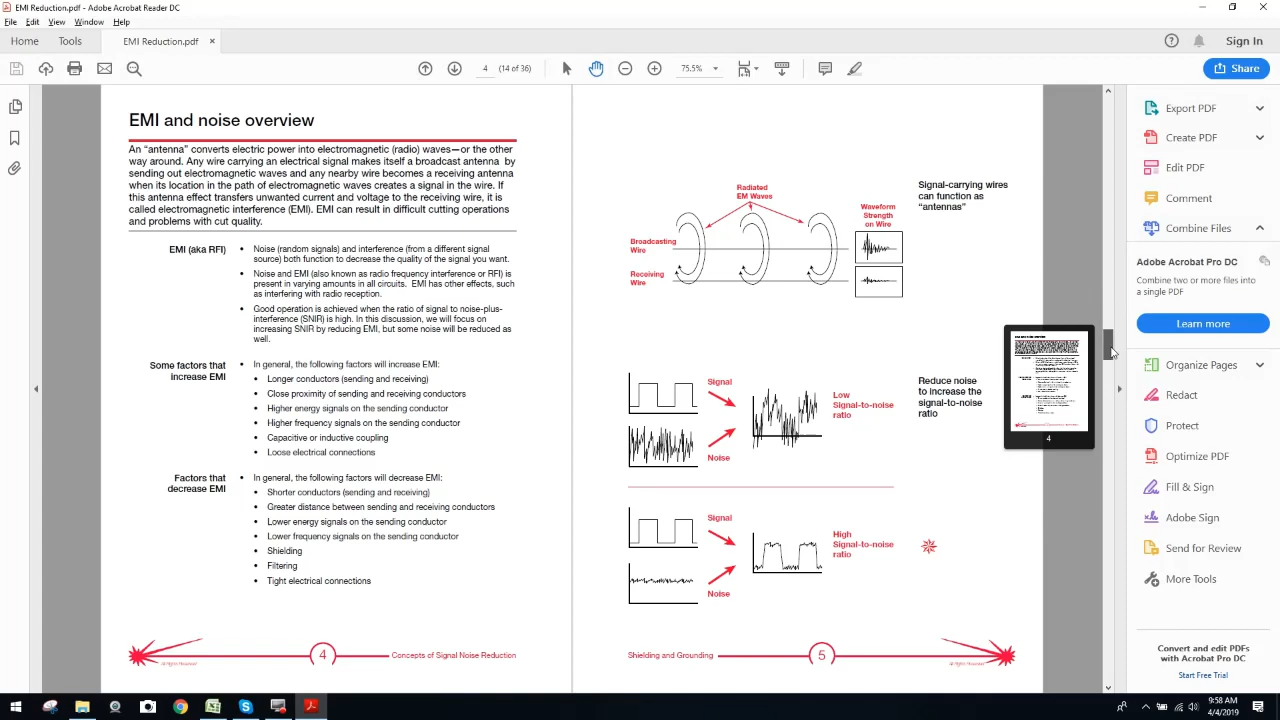 EMI Reduction.pdf - Adobe Acrobat Reader DC
File Edit View Window Help
Home Tools EMI Reduction.pdf × Sign In
4 (14 of 36) 75.5% Share
EMI and noise overview
An “antenna” converts electric power into electromagnetic (radio) waves—or the other
way around. Any wire carrying an electrical signal makes itself a broadcast antenna by
sending out electromagnetic waves and any nearby wire becomes a receiving antenna
when its location in the path of electromagnetic waves creates a signal in the wire. If
this antenna effect transfers unwanted current and voltage to the receiving wire, it is
called electromagnetic interference (EMI). EMI can result in difficult cutting operations
and problems with cut quality.
EMI (aka RFI)
• Noise (random signals) and interference (from a different signal
source) both function to decrease the quality of the signal you want.
• Noise and EMI (also known as radio frequency interference or RFI) is
present in varying amounts in all circuits. EMI has other effects, such
as interfering with radio reception.
• Good operation is achieved when the ratio of signal to noise-plus-
interference (SNIR) is high. In this discussion, we will focus on
increasing SNIR by reducing EMI, but some noise will be reduced as
well.
Some factors that
increase EMI
• In general, the following factors will increase EMI:
• Longer conductors (sending and receiving)
• Close proximity of sending and receiving conductors
• Higher energy signals on the sending conductor
• Higher frequency signals on the sending conductor
• Capacitive or inductive coupling
• Loose electrical connections
Factors that
decrease EMI
• In general, the following factors will decrease EMI:
• Shorter conductors (sending and receiving)
• Greater distance between sending and receiving conductors
• Lower energy signals on the sending conductor
• Lower frequency signals on the sending conductor
• Shielding
• Filtering
• Tight electrical connections
All Rights Reserved
4
Concepts of Signal Noise Reduction
Radiated
EM Waves
Waveform
Strength
on Wire
Broadcasting
Wire
Receiving
Wire
Signal-carrying wires
can function as
“antennas”
Signal
Noise
Low
Signal-to-noise
ratio
Reduce noise
to increase the
signal-to-noise
ratio
Signal
Noise
High
Signal-to-noise
ratio
Shielding and Grounding
5
All Rights Reserved
4
Export PDF
Create PDF
Edit PDF
Comment
Combine Files
Adobe Acrobat Pro DC
Combine two or more files into
a single PDF
Learn more
Organize Pages
Redact
Protect
Optimize PDF
Fill & Sign
Adobe Sign
Send for Review
More Tools
Convert and edit PDFs
with Acrobat Pro DC
Start Free Trial
9:58 AM
4/4/2019